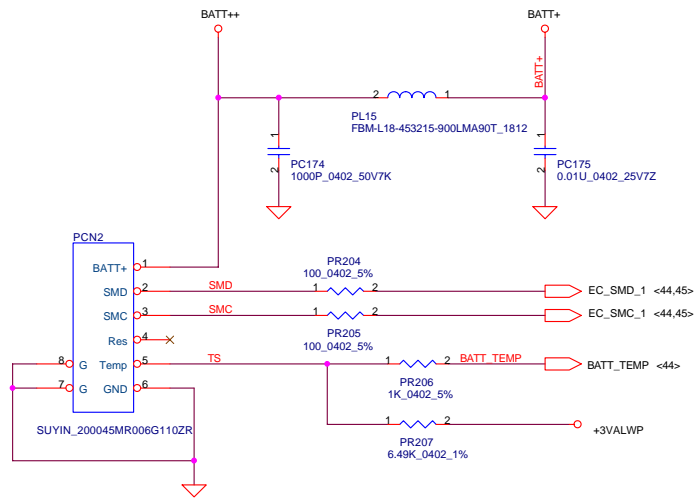 BATT++
BATT+
BATT+
2
1
PL15
FBM-L18-453215-900LMA90T_1812
1
2
PC174
1000P_0402_50V7K
1
2
PC175
0.01U_0402_25V7Z
PCN2
BATT+
1
SMD
2
SMD
1
PR204
100_0402_5%
2
EC_SMD_1 <44,45>
SMC
3
SMC
1
2
EC_SMC_1 <44,45>
PR205
100_0402_5%
Res
4
8
G
Temp
5
TS
1
2
BATT_TEMP
BATT_TEMP <44>
PR206
1K_0402_5%
7
G
GND
6
1
2
+3VALWP
PR207
6.49K_0402_1%
SUYIN_200045MR006G110ZR